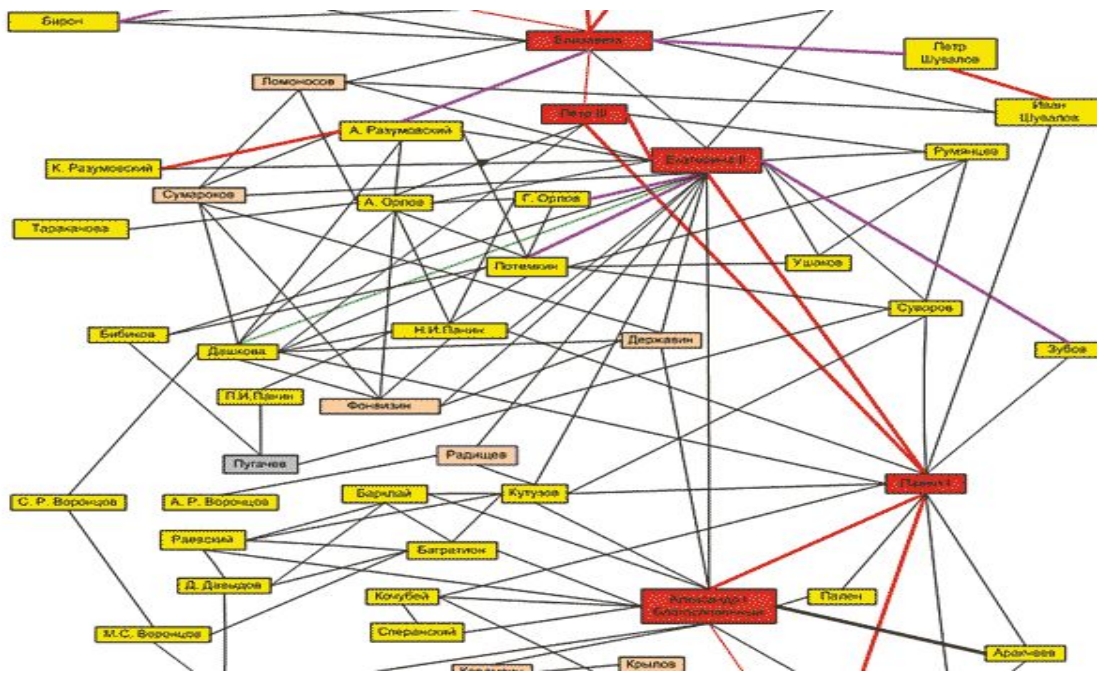 Бирон
Елизавета
Петр
Шувалов
Ломоносов
Петр III
Иван
Шувалов
А. Разумовский
К. Разумовский
Екатерина II
Румянцев
Сумароков
А. Орлов
Г. Орлов
Тараканова
Потемкин
Ушаков
Суворов
Бибиков
Н.И.Панин
Державин
Дашкова
Зубов
П.И.Панин
Фонвизин
Пугачев
Радищев
Павел I
С. Р. Воронцов
А. Р. Воронцов
Барклай
Кутузов
Раевский
Багратион
Д. Давыдов
Кочубей
Александр I
Благословенный
Пален
Сперанский
М.С. Воронцов
Аракчеев
Крылов